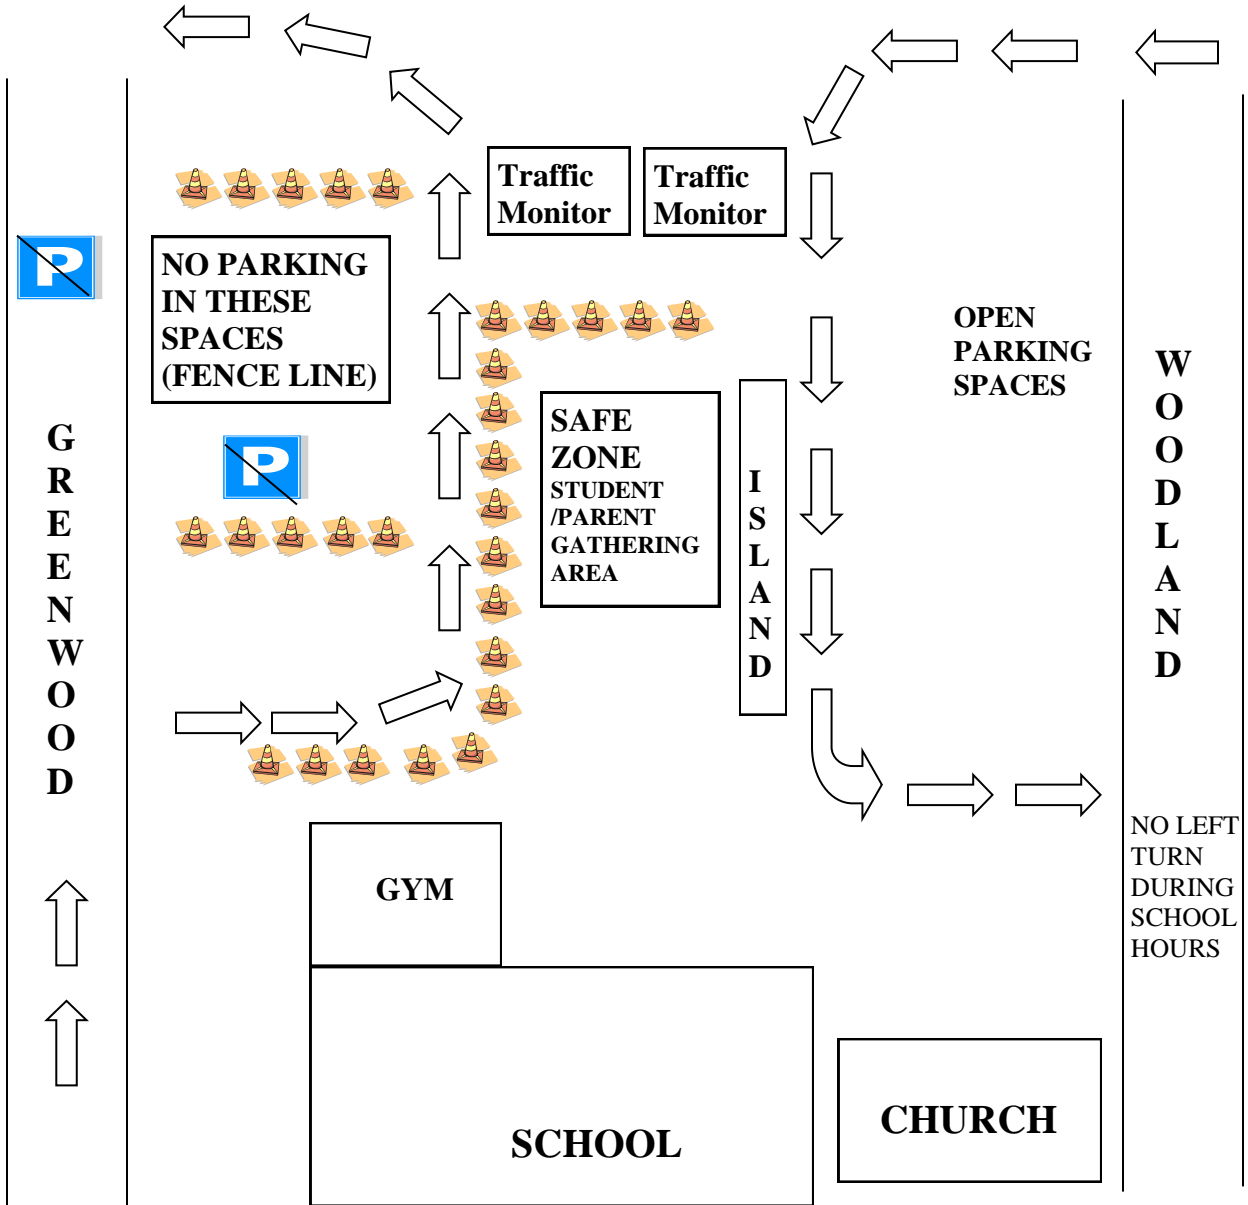 Traffic
Monitor
Traffic
Monitor
P
NO PARKING
IN THESE
SPACES
(FENCE LINE)
OPEN
PARKING
SPACES
P
SAFE
ZONE
STUDENT
/PARENT
GATHERING
AREA
ISLAND
GREENWOOD
WOODLAND
NO LEFT
TURN
DURING
SCHOOL
HOURS
GYM
SCHOOL
CHURCH